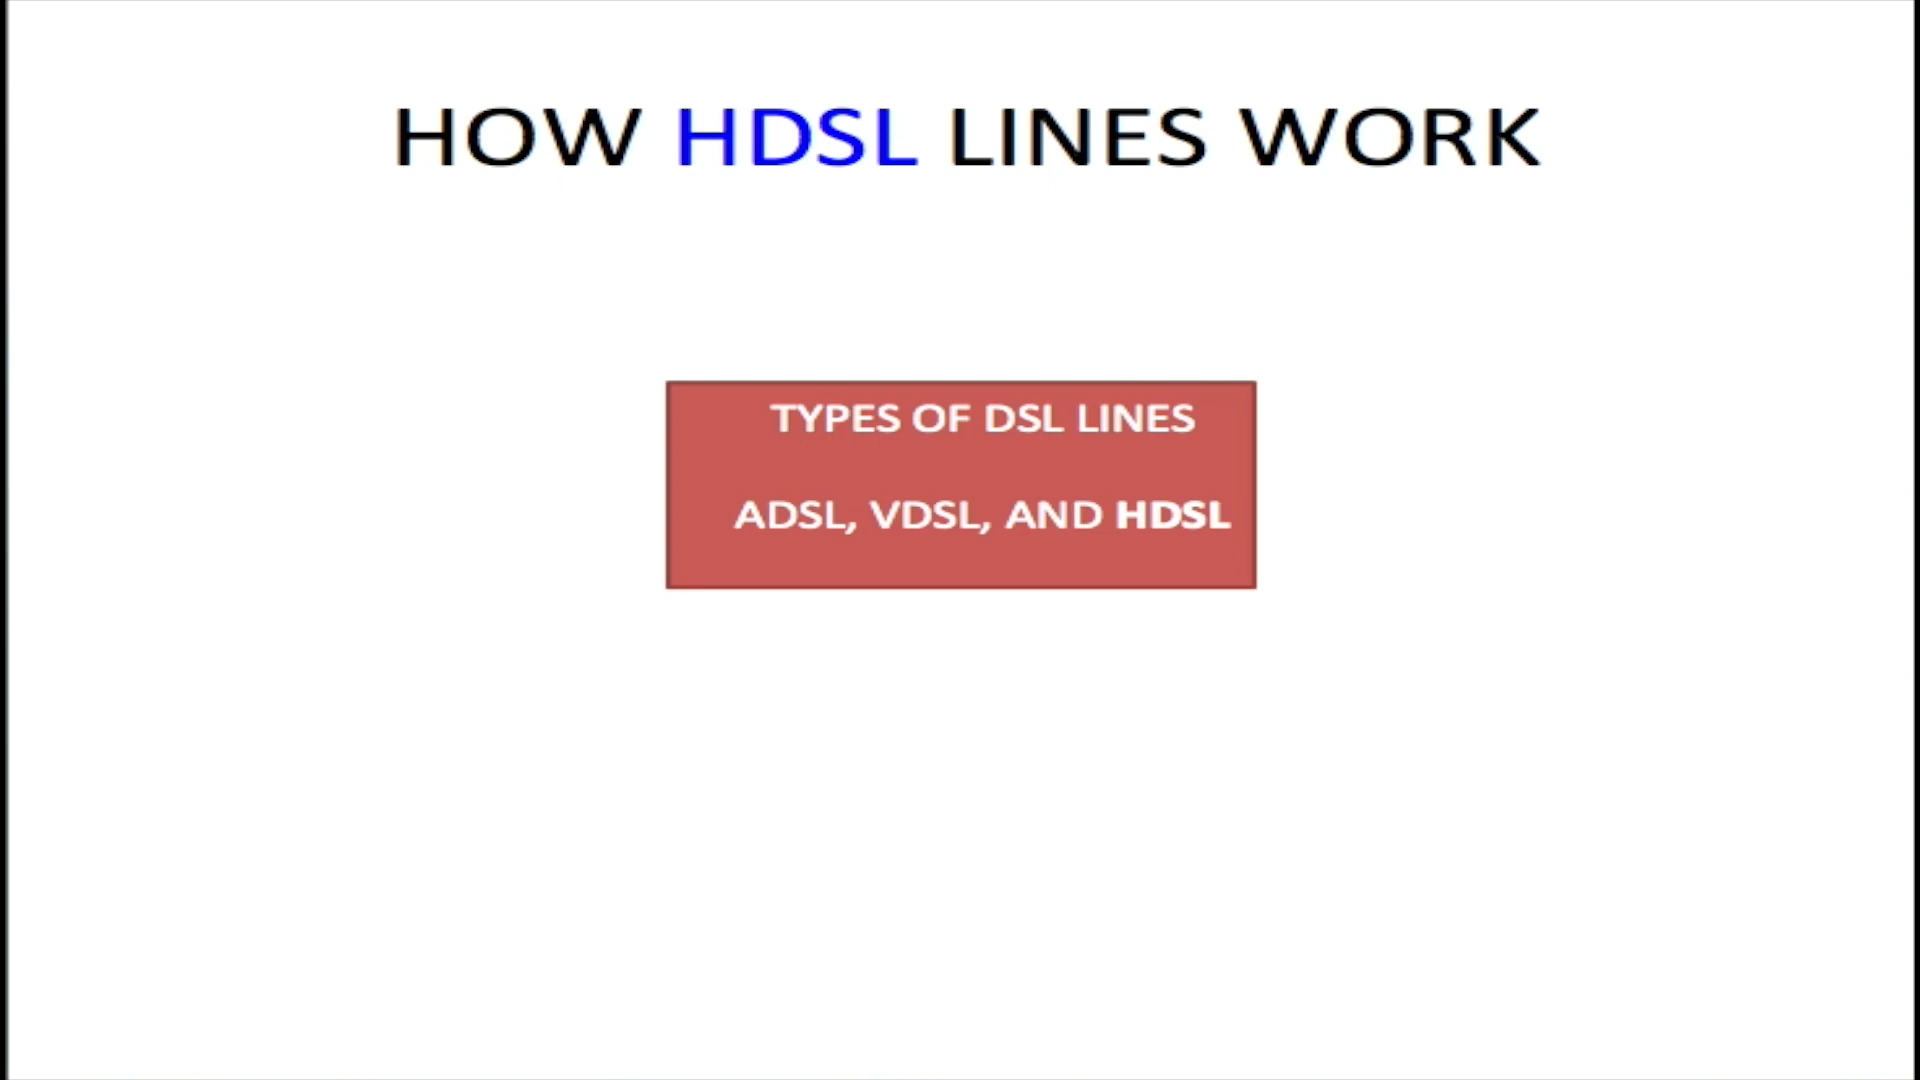 HOW HDSL LINES WORK
TYPES OF DSL LINES
ADSL, VDSL, AND HDSL